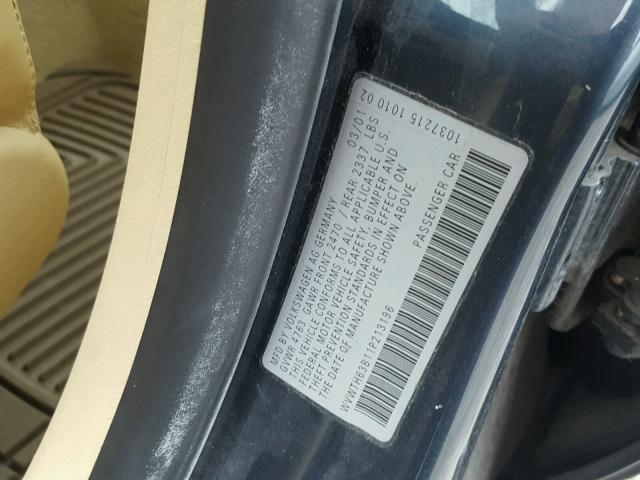 MFD BY VOLKSWAGEN AG GERMANY 03/01
GVWR 4763 GAWR FRONT 2470 / REAR 2337 LBS
THIS VEHICLE CONFORMS TO ALL APPLICABLE U.S.
FEDERAL MOTOR VEHICLE SAFETY, BUMPER AND
THEFT PREVENTION STANDARDS IN EFFECT ON
THE DATE OF MANUFACTURE SHOWN ABOVE.
WVWTH63B11P213196 PASSENGER CAR
1037215 1010 02